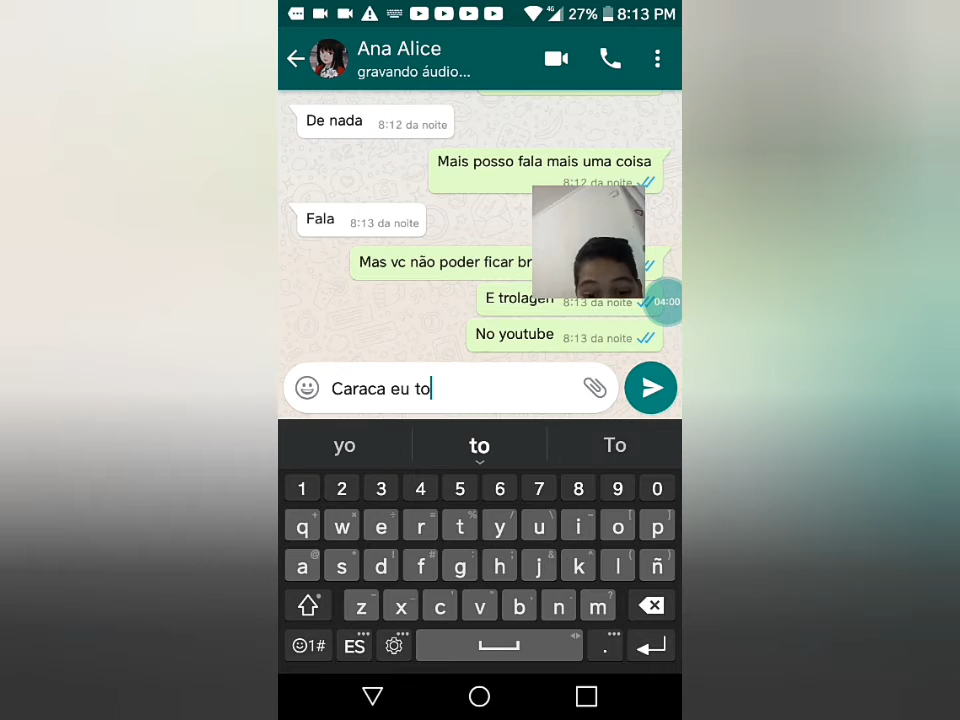 4G 27% 8:13 PM
Ana Alice
gravando áudio...
De nada 8:12 da noite
Mais posso fala mais uma coisa
8:12 da noite
Fala 8:13 da noite
Mas vc não poder ficar br
E trolagen 8:13 da noite
04:00
No youtube 8:13 da noite
Caraca eu to
yo to To
1 2 3 4 5 6 7 8 9 0
q w e r t y u i o p
a s d f g h j k l ñ
z x c v b n m
1# ES .